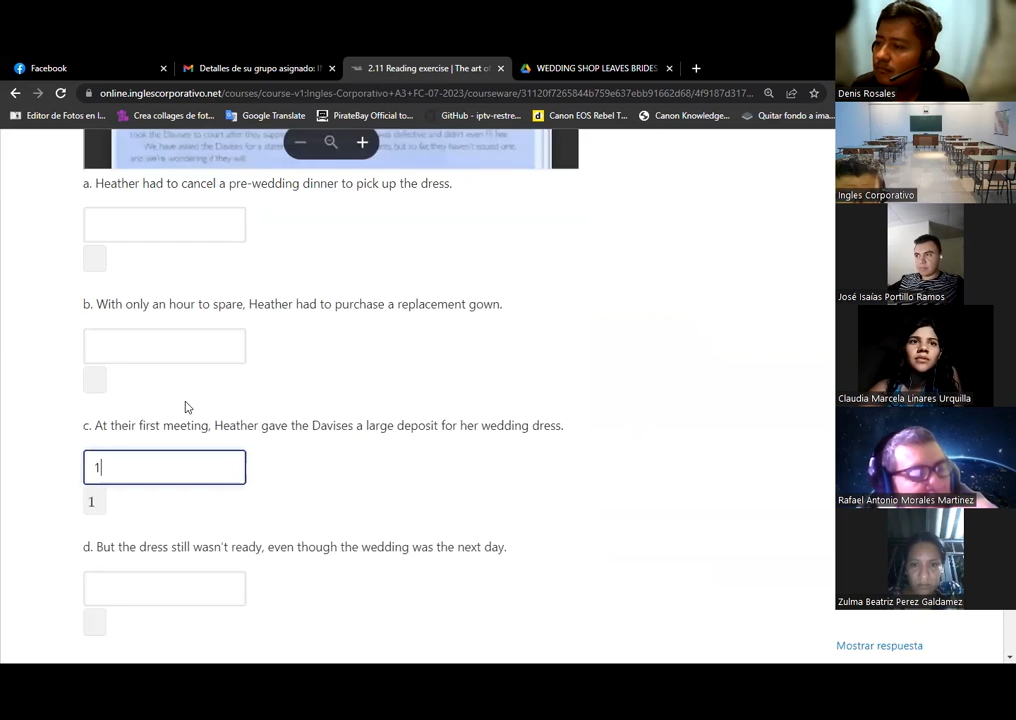 Facebook
Detalles de su grupo asignado: II
2.11 Reading exercise | The art of
WEDDING SHOP LEAVES BRIDES
online.inglescorporativo.net/courses/course-v1:Ingles-Corporativo+A3+FC-07-2023/courseware/31120f7265844b759e637ebb91662d68/4f9187d317...
Editor de Fotos en l...
Crea collages de fot...
Google Translate
PirateBay Official to...
GitHub - iptv-restre...
Canon EOS Rebel T...
Canon Knowledge...
Quitar fondo a ima...
a. Heather had to cancel a pre-wedding dinner to pick up the dress.
b. With only an hour to spare, Heather had to purchase a replacement gown.
c. At their first meeting, Heather gave the Davises a large deposit for her wedding dress.
1
1
d. But the dress still wasn't ready, even though the wedding was the next day.
Mostrar respuesta
Denis Rosales
Ingles Corporativo
José Isaías Portillo Ramos
Claudia Marcela Linares Urquilla
Rafael Antonio Morales Martinez
Zulma Beatriz Perez Galdamez